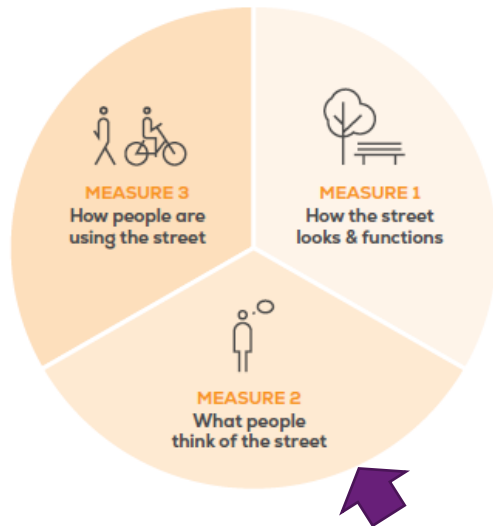 MEASURE 3
How people are
using the street
MEASURE 1
How the street
looks & functions
MEASURE 2
What people
think of the street